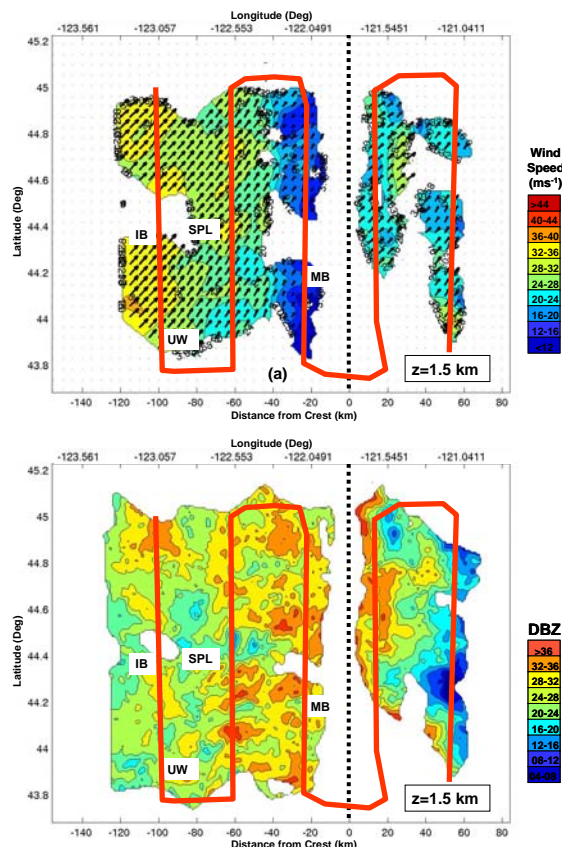 Longitude (Deg)
-123.561 -123.057 -122.553 -122.0491 -121.5451 -121.0411
45.2
45
44.8
44.6
44.4
44.2
44
43.8
Latitude (Deg)
IB
SPL
MB
UW
(a)
z=1.5 km
-140 -120 -100 -80 -60 -40 -20 0 20 40 60 80
Distance from Crest (km)
Wind
Speed
(ms-1)
>44
40-44
36-40
32-36
28-32
24-28
20-24
16-20
12-16
<12
Longitude (Deg)
-123.561 -123.057 -122.553 -122.0491 -121.5451 -121.0411
45.2
45
44.8
44.6
44.4
44.2
44
43.8
Latitude (Deg)
IB
SPL
MB
UW
z=1.5 km
-140 -120 -100 -80 -60 -40 -20 0 20 40 60 80
Distance from Crest (km)
DBZ
>36
32-36
28-32
24-28
20-24
16-20
12-16
08-12
04-08